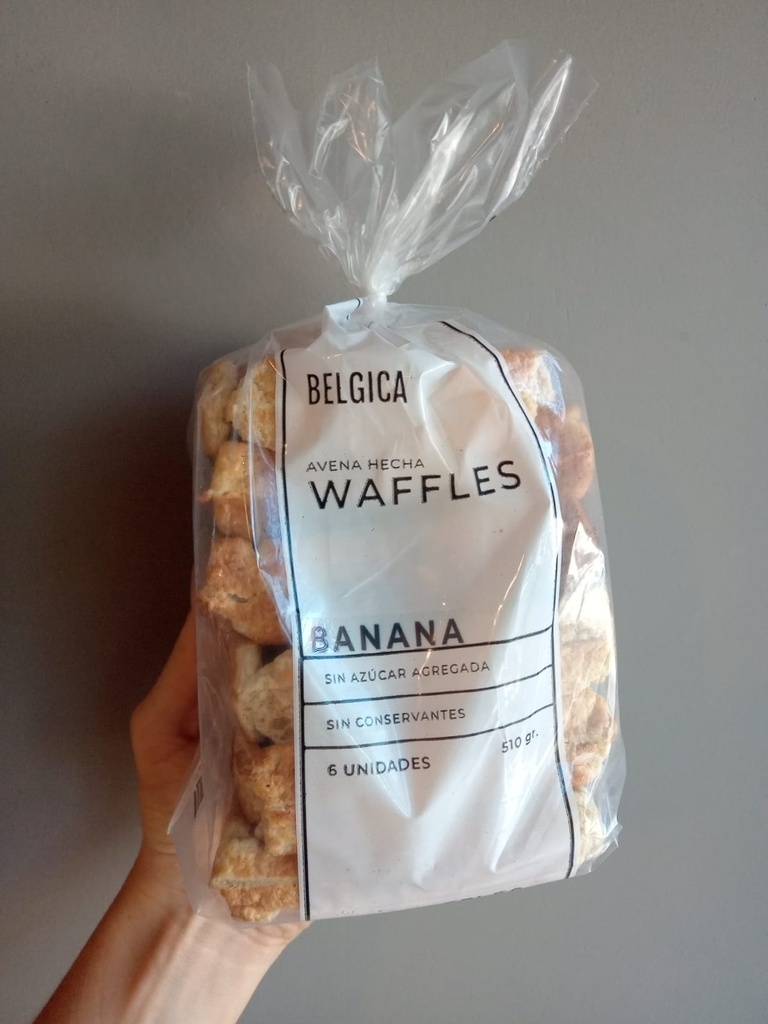 BELGICA
AVENA HECHA
WAFFLES
BANANA
SIN AZÚCAR AGREGADA
SIN CONSERVANTES
6 UNIDADES 510 gr.